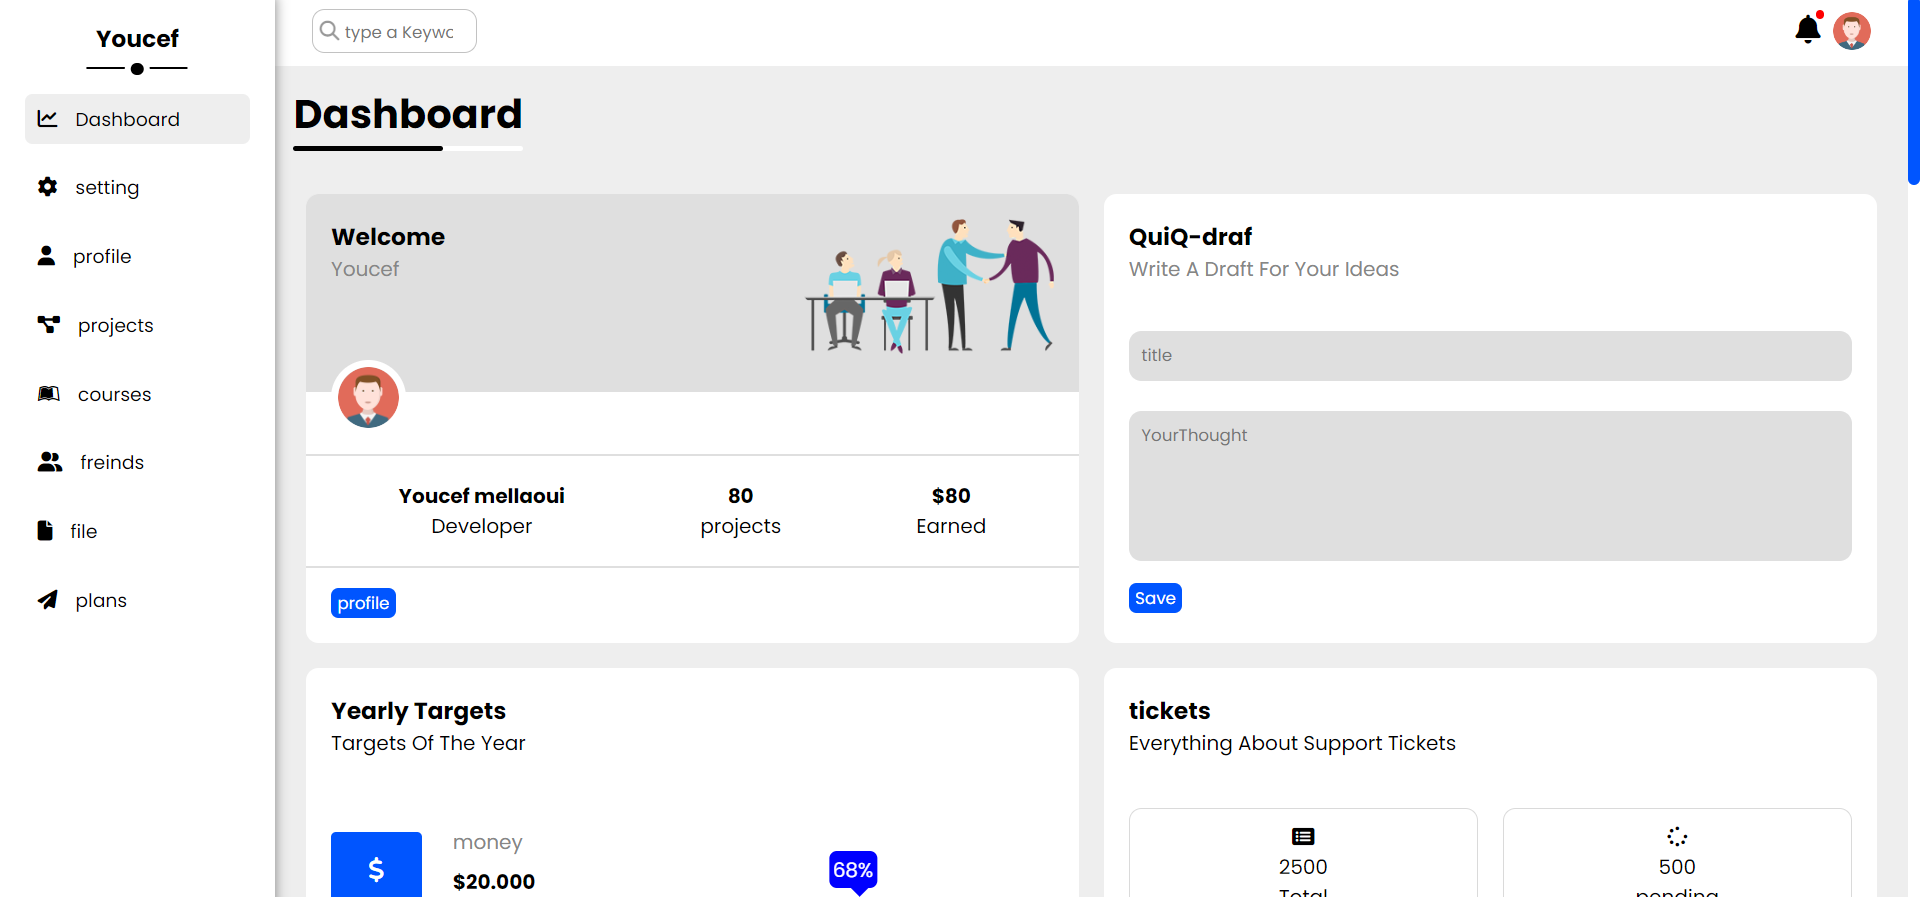 Youcef
Dashboard
setting
profile
projects
courses
freinds
file
plans
type a Keywc
Dashboard
Welcome
Youcef
Youcef mellaoui
Developer
80
projects
$80
Earned
profile
QuiQ-draf
Write A Draft For Your Ideas
title
YourThought
Save
Yearly Targets
Targets Of The Year
$
money
$20.000
68%
tickets
Everything About Support Tickets
2500
Total
500
pending